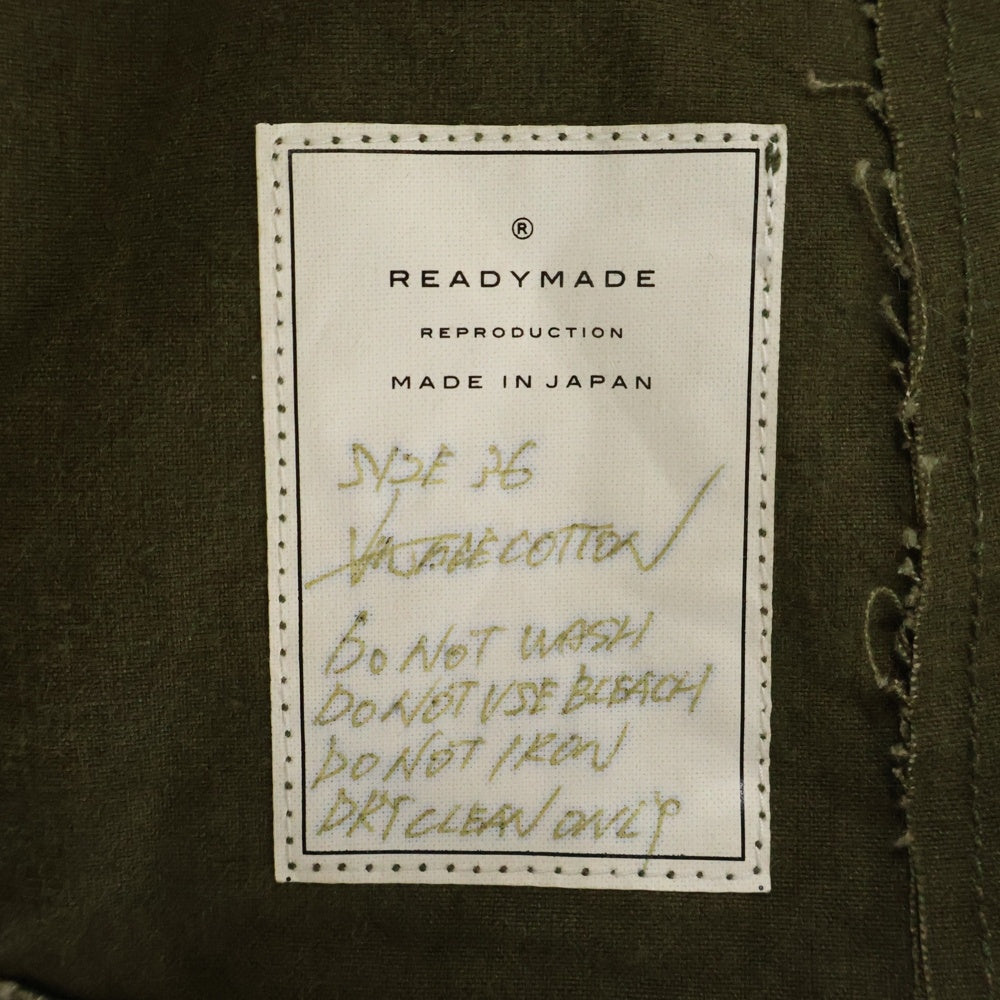 ®
READYMADE
REPRODUCTION
MADE IN JAPAN
SIZE 36
VINTAGE COTTON
DO NOT WASH
DO NOT USE BLEACH
DO NOT IRON
DRY CLEAN ONLY